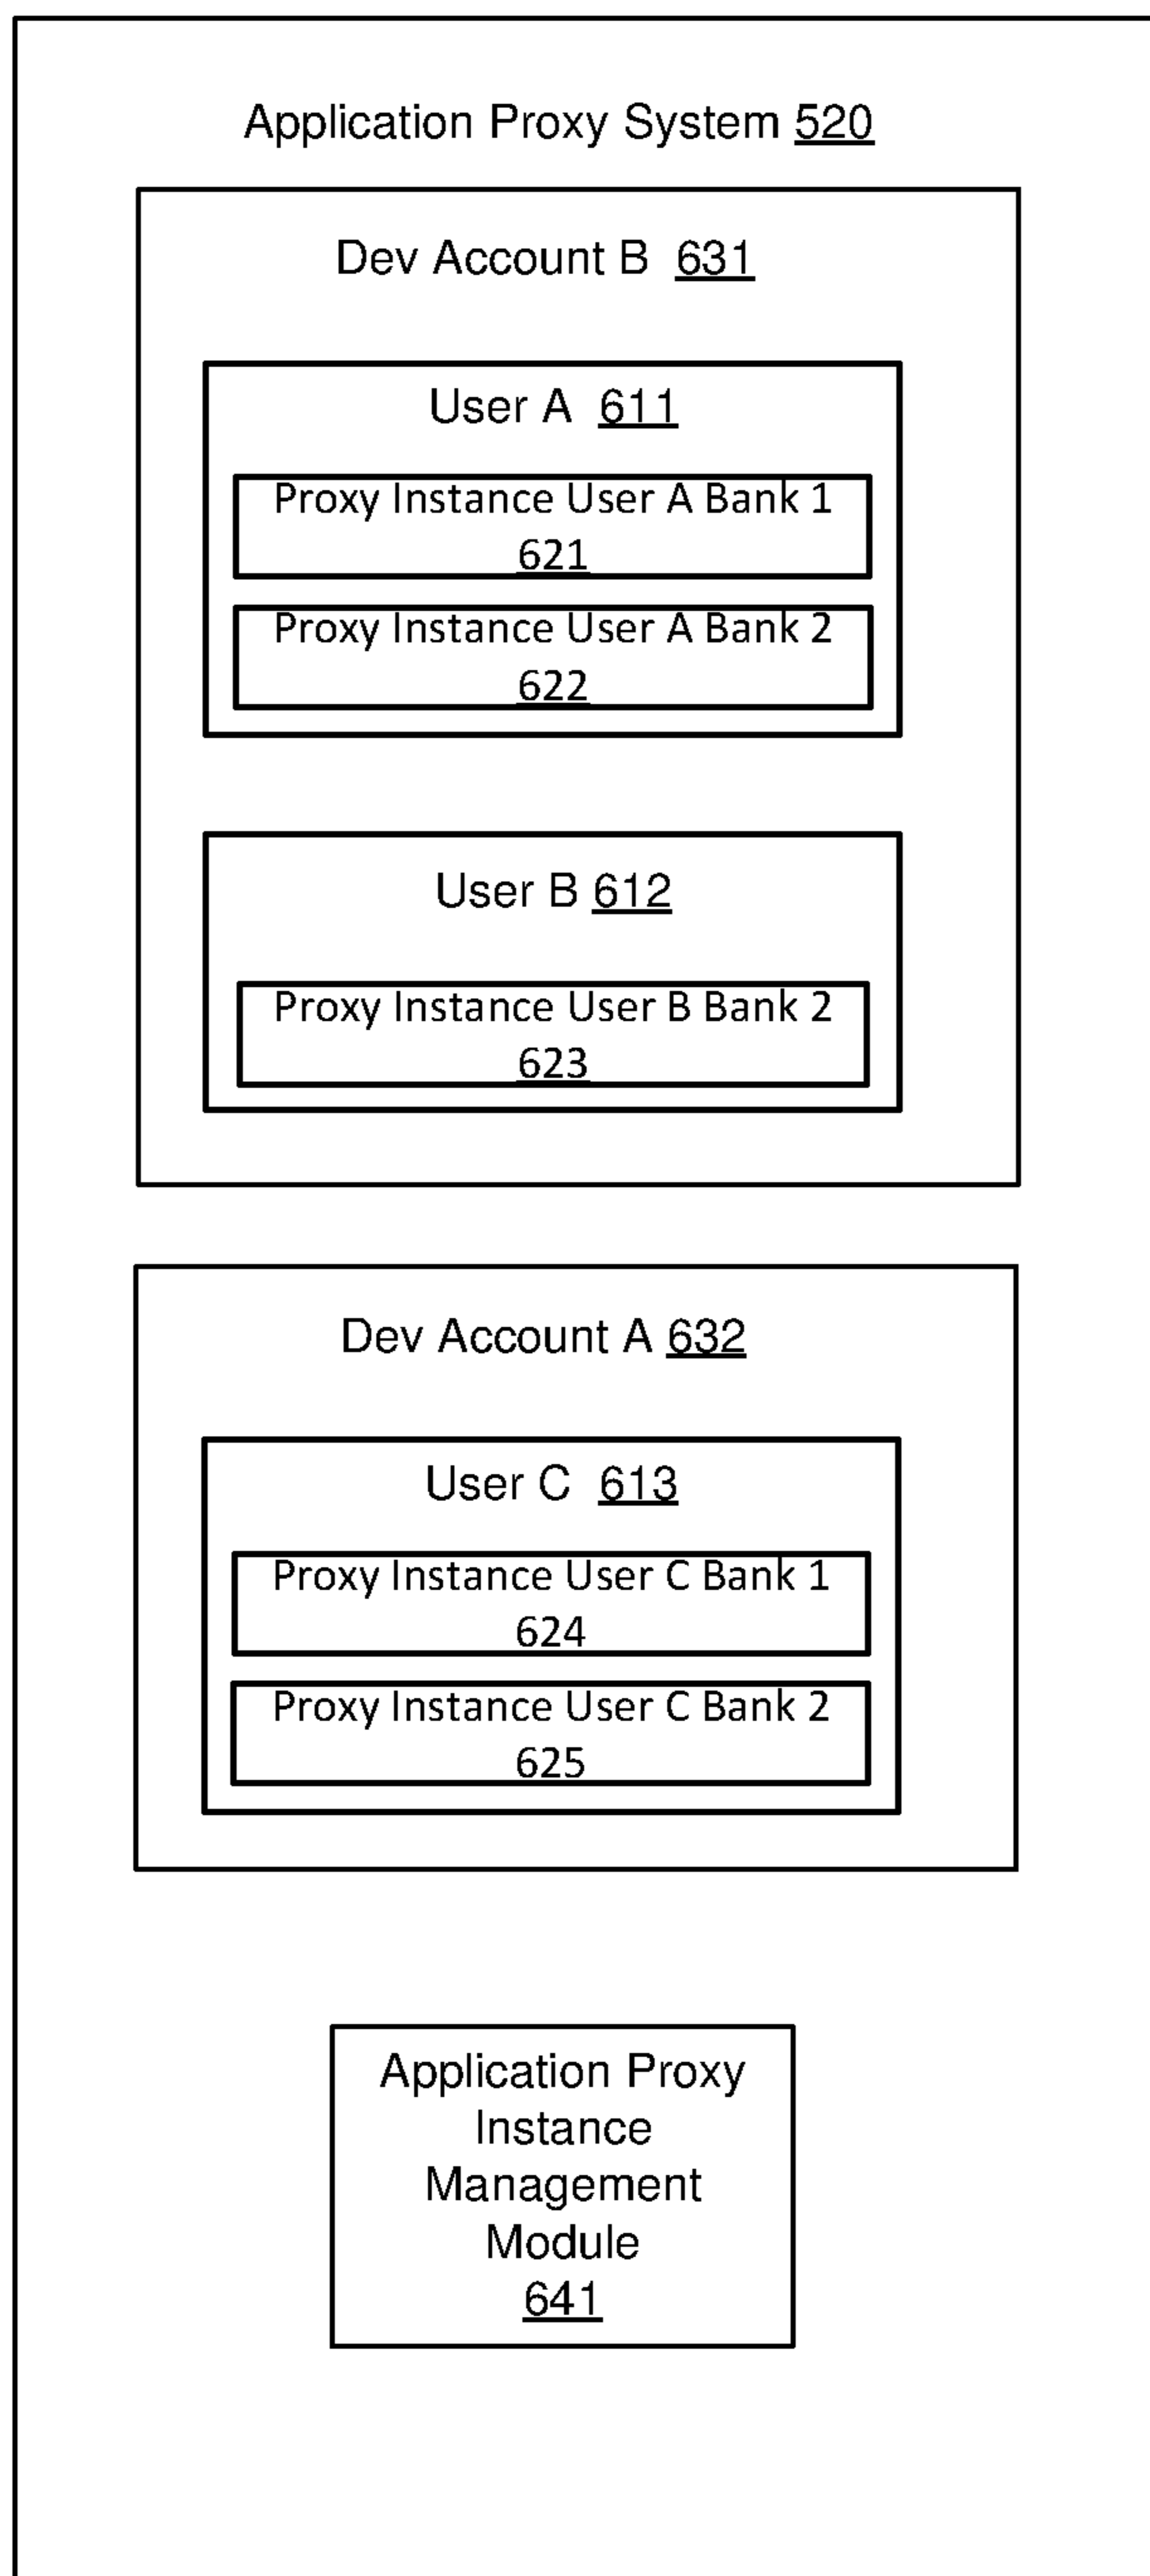 Application Proxy System 520
Dev Account B 631
User A 611
Proxy Instance User A Bank 1
621
Proxy Instance User A Bank 2
622
User B 612
Proxy Instance User B Bank 2
623
Dev Account A 632
User C 613
Proxy Instance User C Bank 1
624
Proxy Instance User C Bank 2
625
Application Proxy
Instance
Management
Module
641